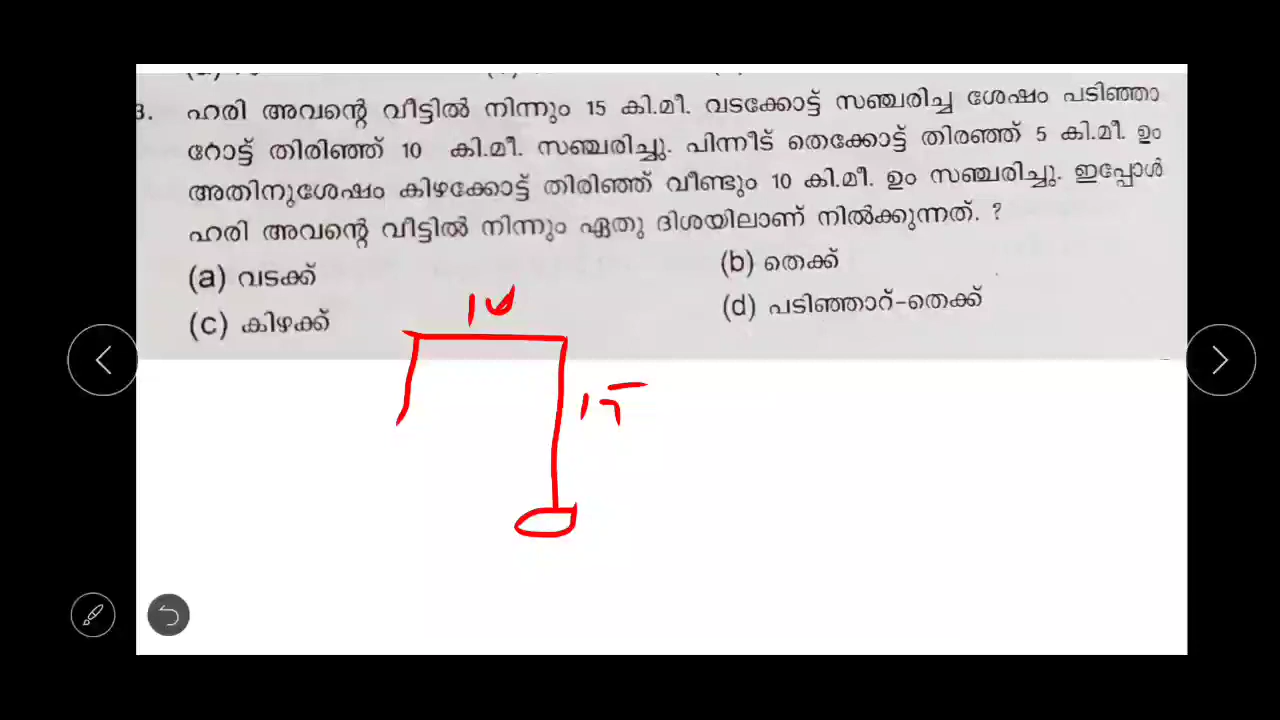 3. ഹരി അവന്റെ വീട്ടിൽ നിന്നും 15 കി.മീ. വടക്കോട്ട് സഞ്ചരിച്ച ശേഷം പടിഞ്ഞാ
റോട്ട് തിരിഞ്ഞ് 10 കി.മീ. സഞ്ചരിച്ചു. പിന്നീട് തെക്കോട്ട് തിരഞ്ഞ് 5 കി.മീ. ഉം
അതിനുശേഷം കിഴക്കോട്ട് തിരിഞ്ഞ് വീണ്ടും 10 കി.മീ. ഉം സഞ്ചരിച്ചു. ഇപ്പോൾ
ഹരി അവന്റെ വീട്ടിൽ നിന്നും ഏതു ദിശയിലാണ് നിൽക്കുന്നത്. ?
(a) വടക്ക് (b) തെക്ക്
(c) കിഴക്ക് (d) പടിഞ്ഞാറ്-തെക്ക്
10
15